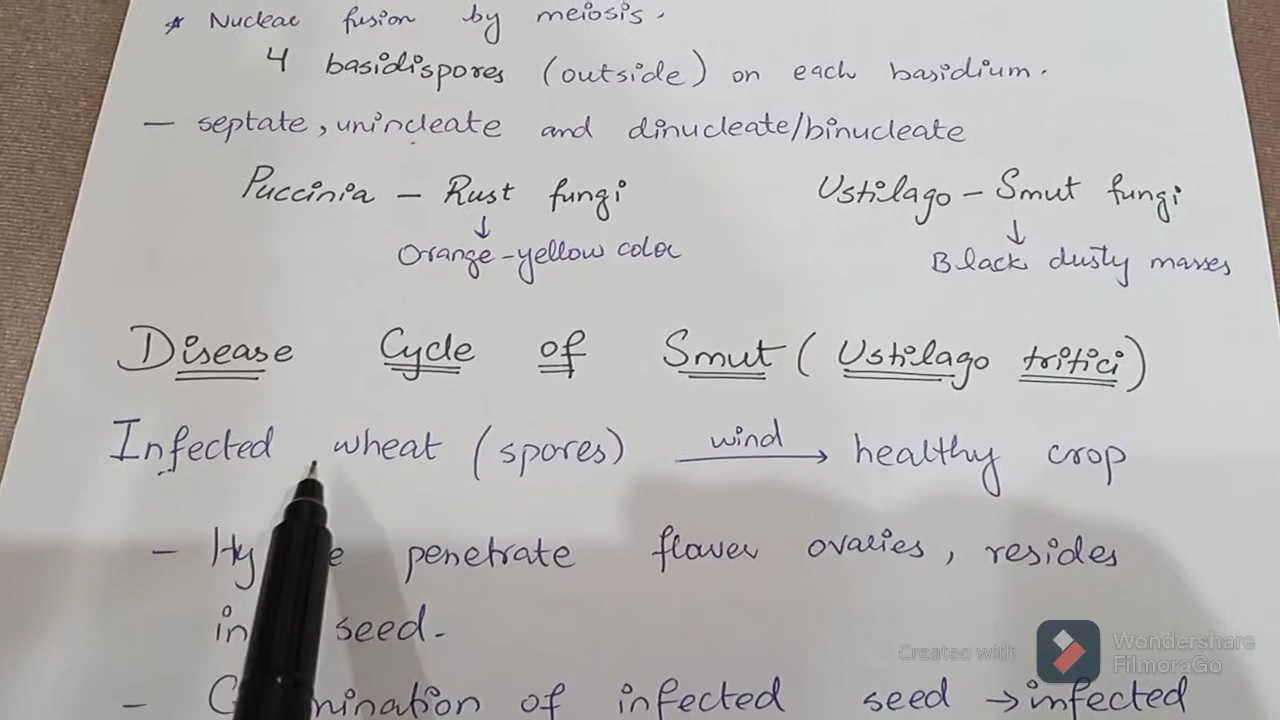 * Nuclear fusion by meiosis.
4 basidispores (outside) on each basidium.
– septate, unincleate and dinucleate/binucleate
Puccinia – Rust fungi
↓
Orange-yellow color
Ustilago – Smut fungi
↓
Black dusty masses
Disease Cycle of Smut (Ustilago tritici)
Infected wheat (spores) wind → healthy crop
– penetrate flower ovaries, resides
in seed.
– of infected seed → infected
Created with Wondershare
FilmoraGo